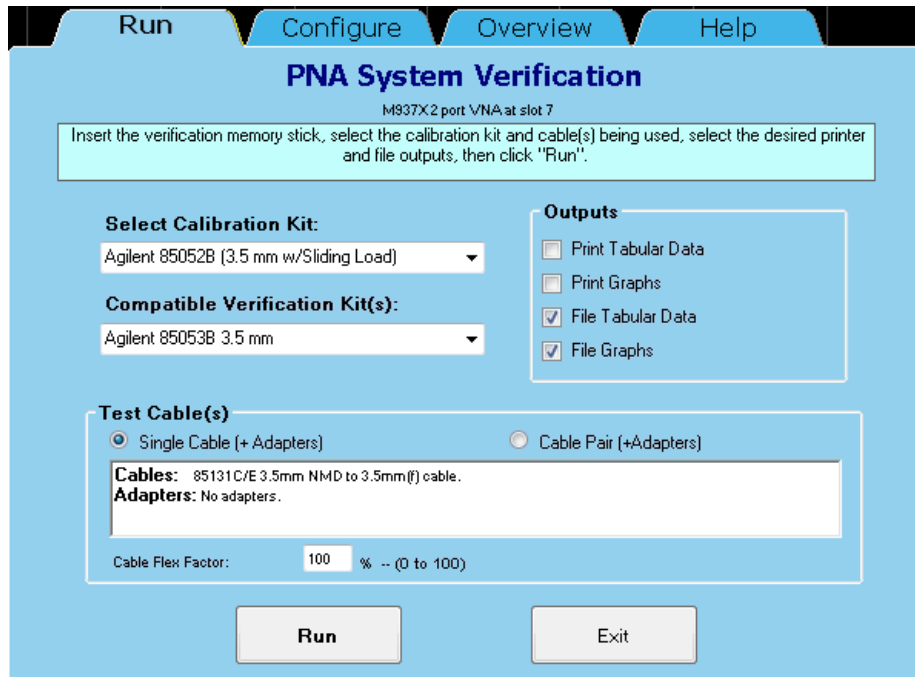 Run Configure Overview Help
PNA System Verification
M937X 2 port VNA at slot 7
Insert the verification memory stick, select the calibration kit and cable(s) being used, select the desired printer
and file outputs, then click "Run".
Select Calibration Kit:
Agilent 85052B (3.5 mm w/Sliding Load)
Compatible Verification Kit(s):
Agilent 85053B 3.5 mm
Outputs
Print Tabular Data
Print Graphs
File Tabular Data
File Graphs
Test Cable(s)
Single Cable (+ Adapters)
Cable Pair (+Adapters)
Cables: 85131C/E 3.5mm NMD to 3.5mm(f) cable.
Adapters: No adapters.
Cable Flex Factor: 100 % -- (0 to 100)
Run
Exit